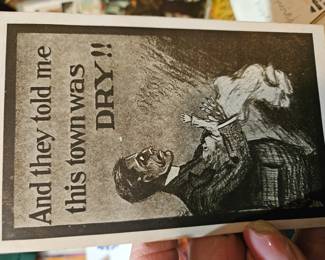 And they told me
this town was
DRY!!